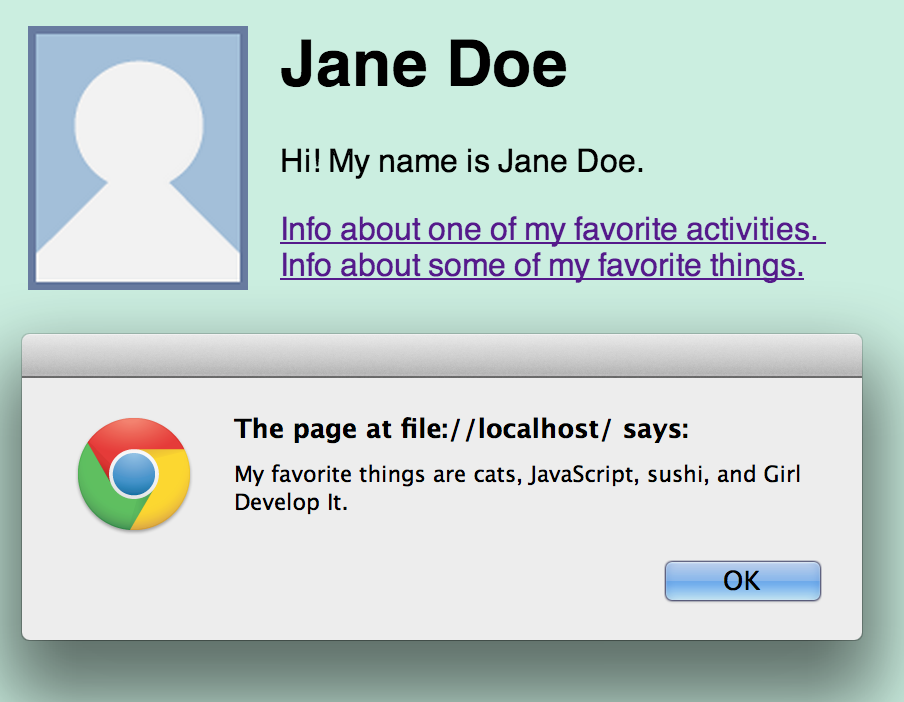 Jane Doe
Hi! My name is Jane Doe.
Info about one of my favorite activities.
Info about some of my favorite things.
The page at file://localhost/ says:
My favorite things are cats, JavaScript, sushi, and Girl
Develop It.
OK